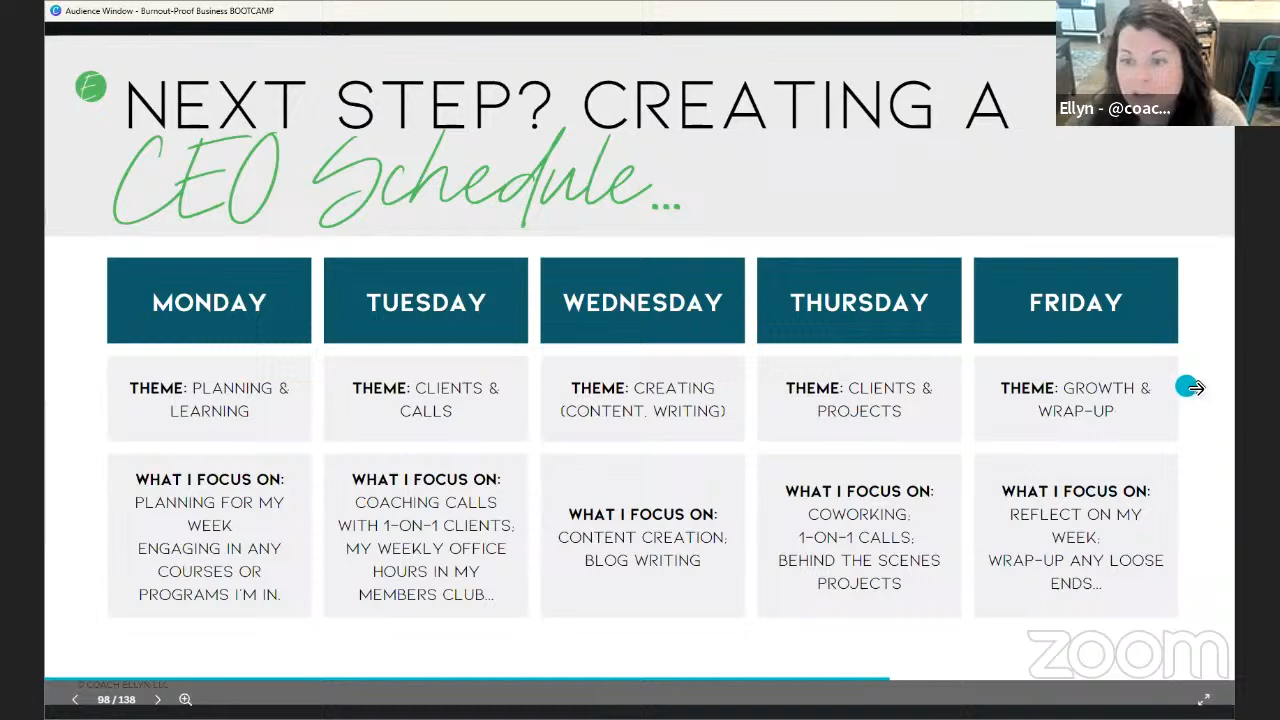 Audience Window - Burnout-Proof Business BOOTCAMP
Ellyn - @coac...
E
NEXT STEP? CREATING A
CEO Schedule...
MONDAY
TUESDAY
WEDNESDAY
THURSDAY
FRIDAY
THEME: PLANNING &
LEARNING
THEME: CLIENTS &
CALLS
THEME: CREATING
(CONTENT, WRITING)
THEME: CLIENTS &
PROJECTS
THEME: GROWTH &
WRAP-UP
WHAT I FOCUS ON:
PLANNING FOR MY
WEEK
ENGAGING IN ANY
COURSES OR
PROGRAMS I'M IN.
WHAT I FOCUS ON:
COACHING CALLS
WITH 1-ON-1 CLIENTS;
MY WEEKLY OFFICE
HOURS IN MY
MEMBERS CLUB...
WHAT I FOCUS ON:
CONTENT CREATION;
BLOG WRITING
WHAT I FOCUS ON:
COWORKING;
1-ON-1 CALLS;
BEHIND THE SCENES
PROJECTS
WHAT I FOCUS ON:
REFLECT ON MY
WEEK;
WRAP-UP ANY LOOSE
ENDS...
zoom
© COACH ELLYN LLC
98 / 138